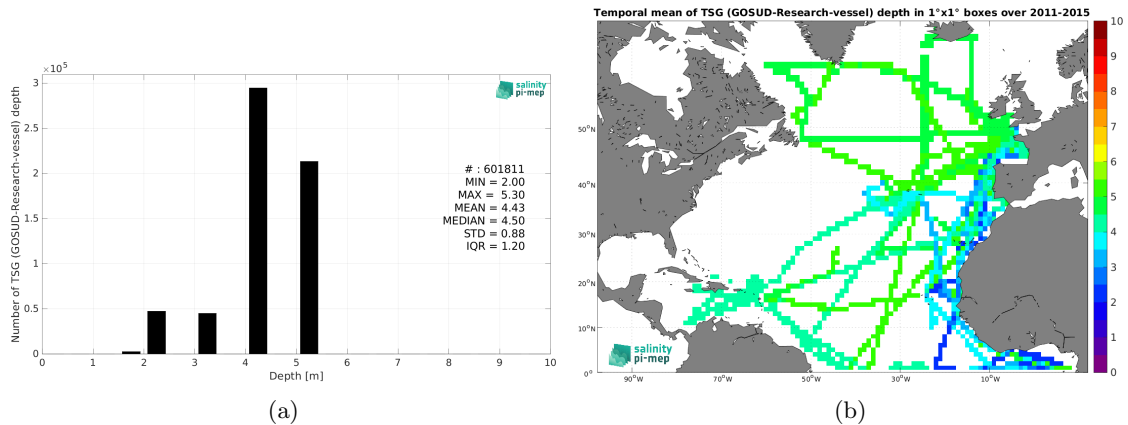 ×10⁵
3
2.5
2
1.5
1
0.5
0
Number of TSG (GOSUD-Research-vessel) depth
salinity
pi-mep
# : 601811
MIN = 2.00
MAX = 5.30
MEAN = 4.43
MEDIAN = 4.50
STD = 0.88
IQR = 1.20
0 1 2 3 4 5 6 7 8 9 10
Depth [m]
(a)
Temporal mean of TSG (GOSUD-Research-vessel) depth in 1°x1° boxes over 2011-2015
50°N
40°N
30°N
20°N
10°N
0°
90°W 70°W 50°W 30°W 10°W
salinity
pi-mep
10
9
8
7
6
5
4
3
2
1
0
(b)